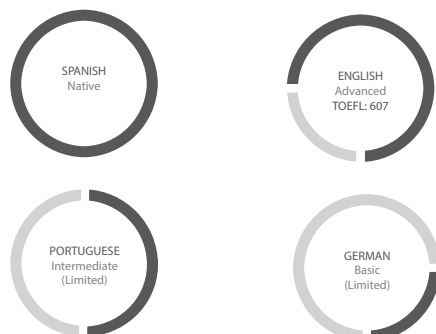 SPANISH
Native
ENGLISH
Advanced
TOEFL: 607
PORTUGUESE
Intermediate
(Limited)
GERMAN
Basic
(Limited)